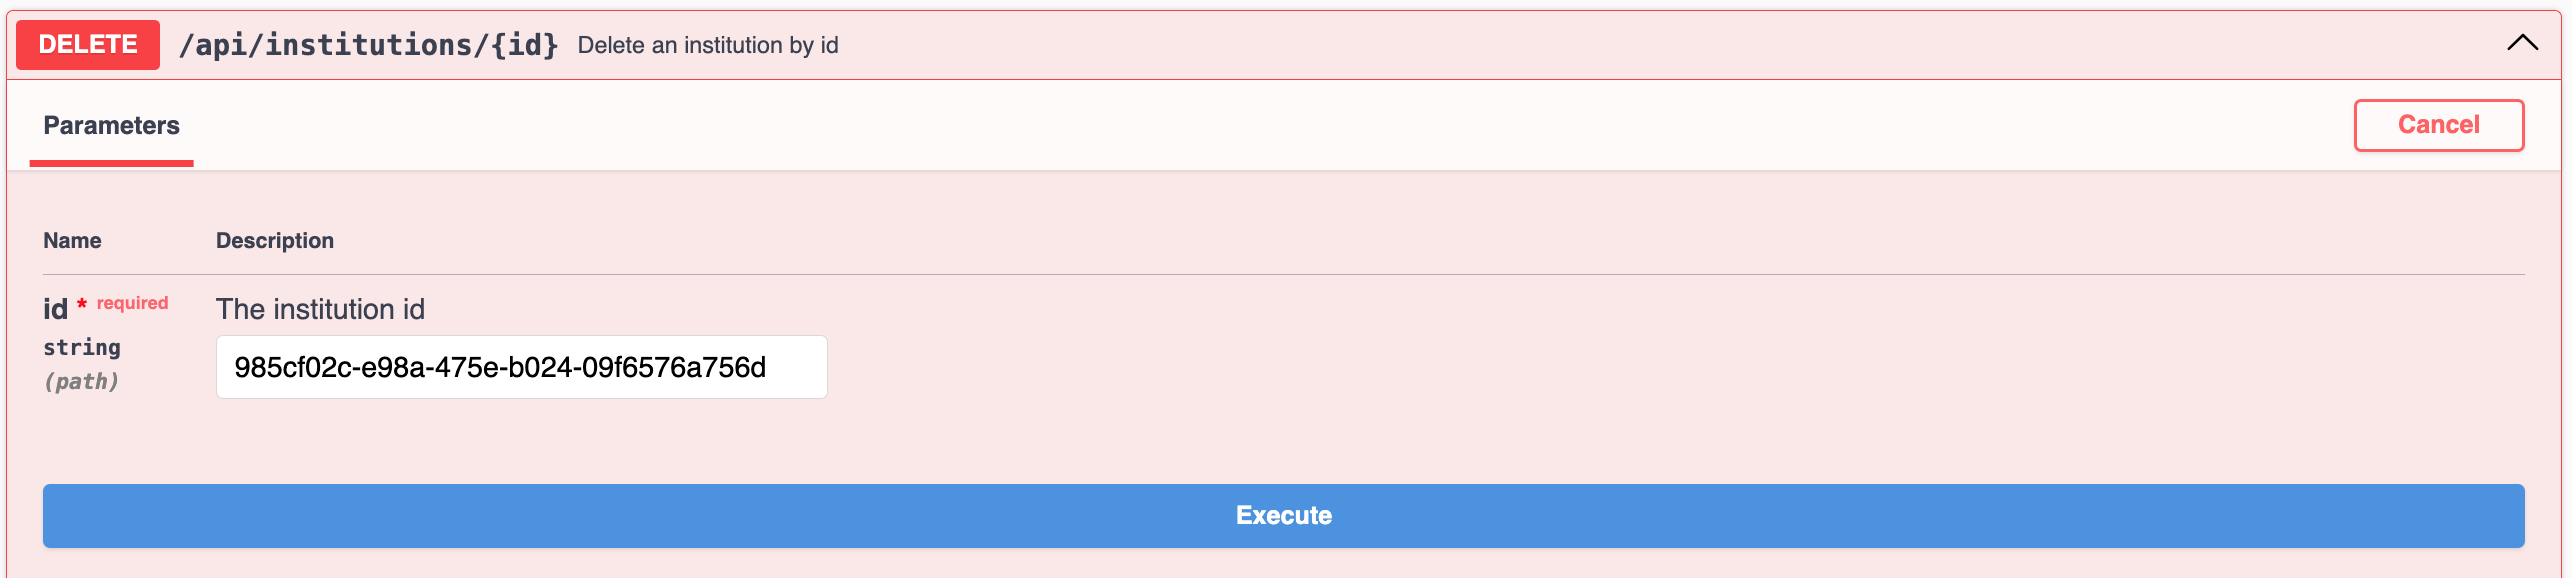 DELETE /api/institutions/{id} Delete an institution by id
Parameters
Cancel
Name Description
id * required The institution id
string
985cf02c-e98a-475e-b024-09f6576a756d
(path)
Execute